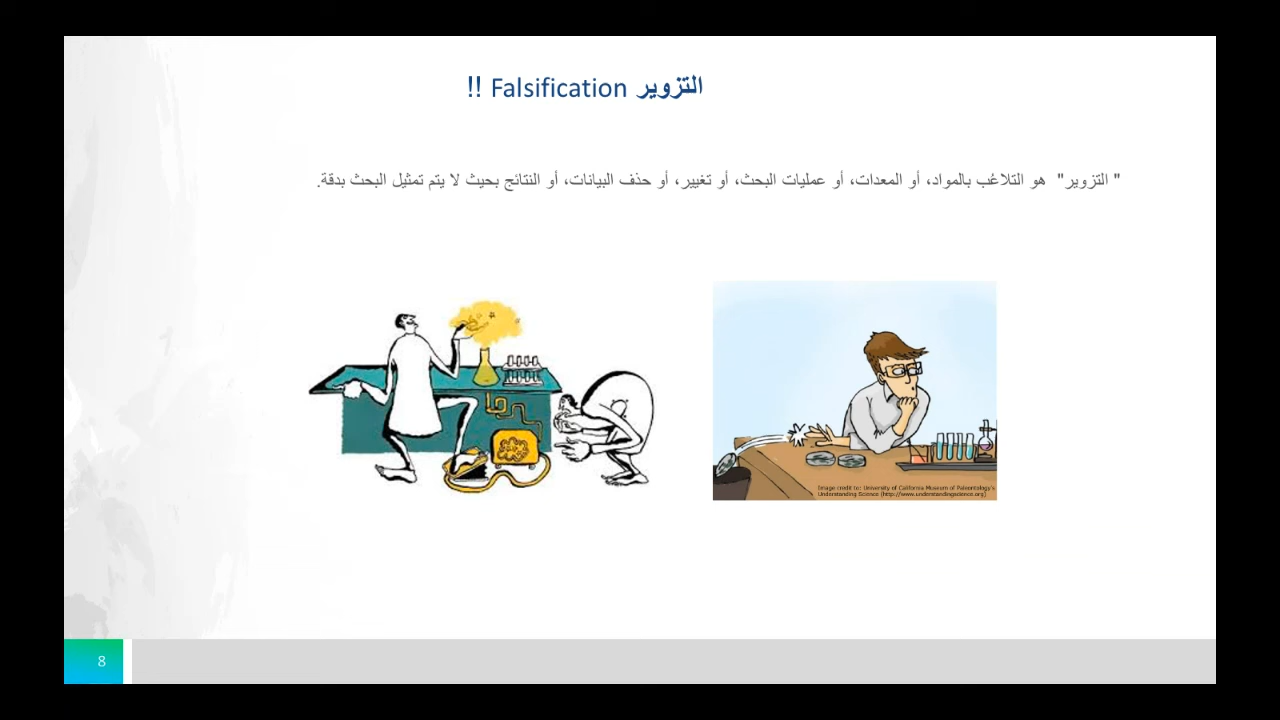 التزوير Falsification !!
" التزوير" هو التلاغب بالمواد، أو المعدات، أو عمليات البحث، أو تغيير، أو حذف البيانات، أو النتائج بحيث لا يتم تمثيل البحث بدقة.
Image credit to: University of California Museum of Paleontology's
Understanding Science (http://www.understandingscience.org)
8